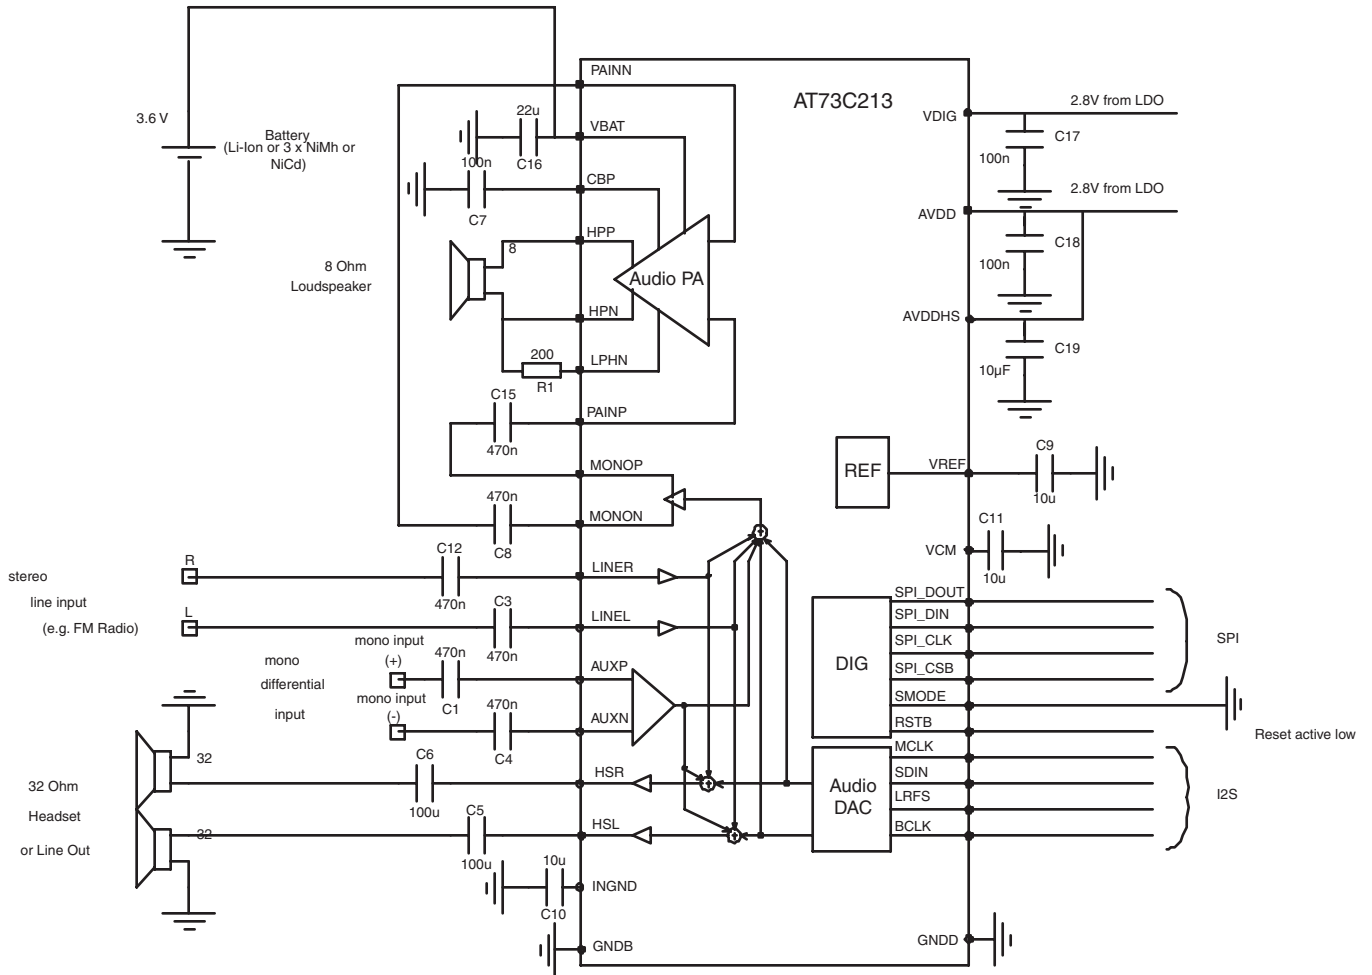 PAINN
AT73C213
2.8V from LDO
VDIG
22u
3.6 V
Battery
(Li-Ion or 3 x NiMh or
NiCd)
VBAT
C17
100n
C16
100n
CBP
C7
2.8V from LDO
AVDD
HPP
8
C18
100n
8 Ohm
Loudspeaker
Audio PA
HPN
AVDDHS
200
LPHN
R1
C19
10µF
C15
PAINP
470n
REF
VREF
C9
10u
MONOP
470n
MONON
C8
C11
VCM
10u
R
C12
LINER
stereo
line input
(e.g. FM Radio)
470n
L
C3
LINEL
470n
mono input
(+)
470n
mono
differential
input
AUXP
C1
mono input
(-)
470n
AUXN
C4
DIG
SPI_DOUT
SPI_DIN
SPI_CLK
SPI_CSB
SPI
SMODE
RSTB
Reset active low
32
32 Ohm
Headset
or Line Out
C6
HSR
100u
32
C5
HSL
100u
Audio
DAC
MCLK
SDIN
LRFS
BCLK
I2S
10u
INGND
C10
GNDB
GNDD